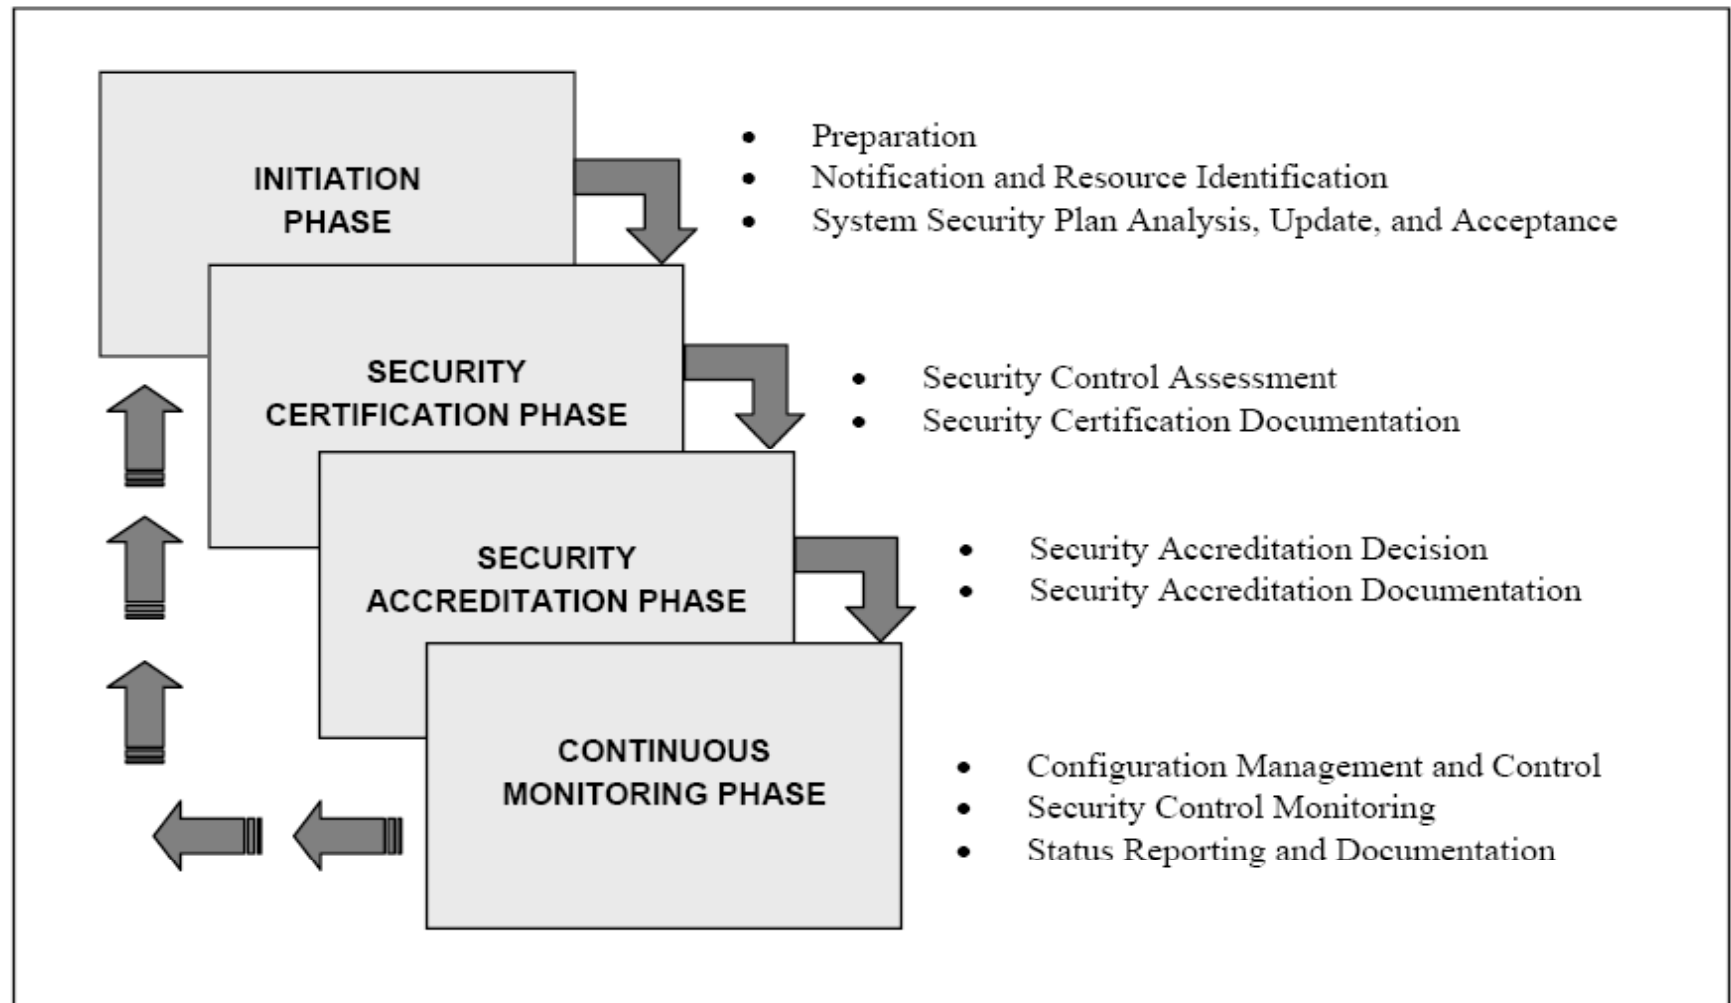 INITIATION
PHASE
• Preparation
• Notification and Resource Identification
• System Security Plan Analysis, Update, and Acceptance
SECURITY
CERTIFICATION PHASE
• Security Control Assessment
• Security Certification Documentation
SECURITY
ACCREDITATION PHASE
• Security Accreditation Decision
• Security Accreditation Documentation
CONTINUOUS
MONITORING PHASE
• Configuration Management and Control
• Security Control Monitoring
• Status Reporting and Documentation